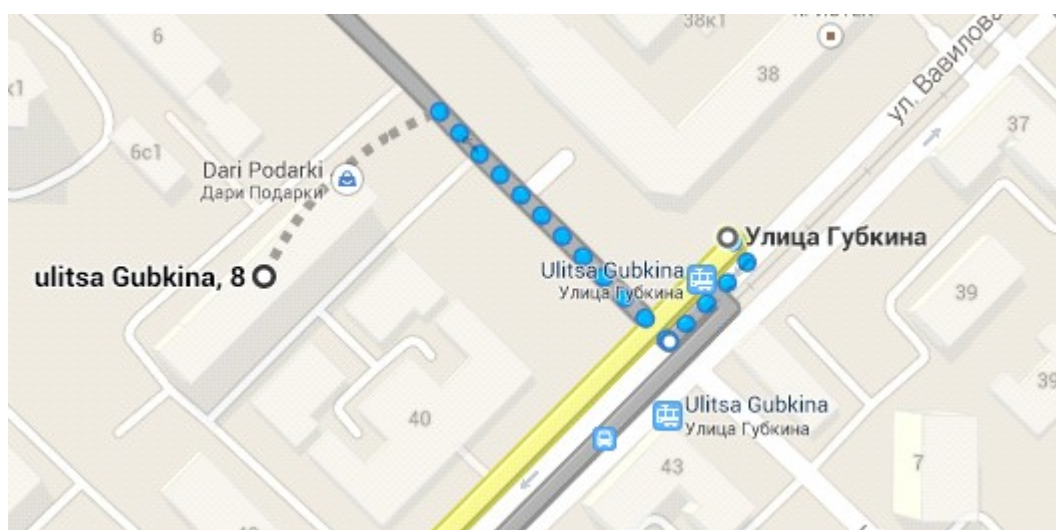 38к1
6
38
ул. Вавилова
37
6с1
Dari Podarki
Дари Подарки
Улица Губкина
ulitsa Gubkina, 8
Ulitsa Gubkina
Улица Губкина
39
39
Ulitsa Gubkina
Улица Губкина
40
43
7